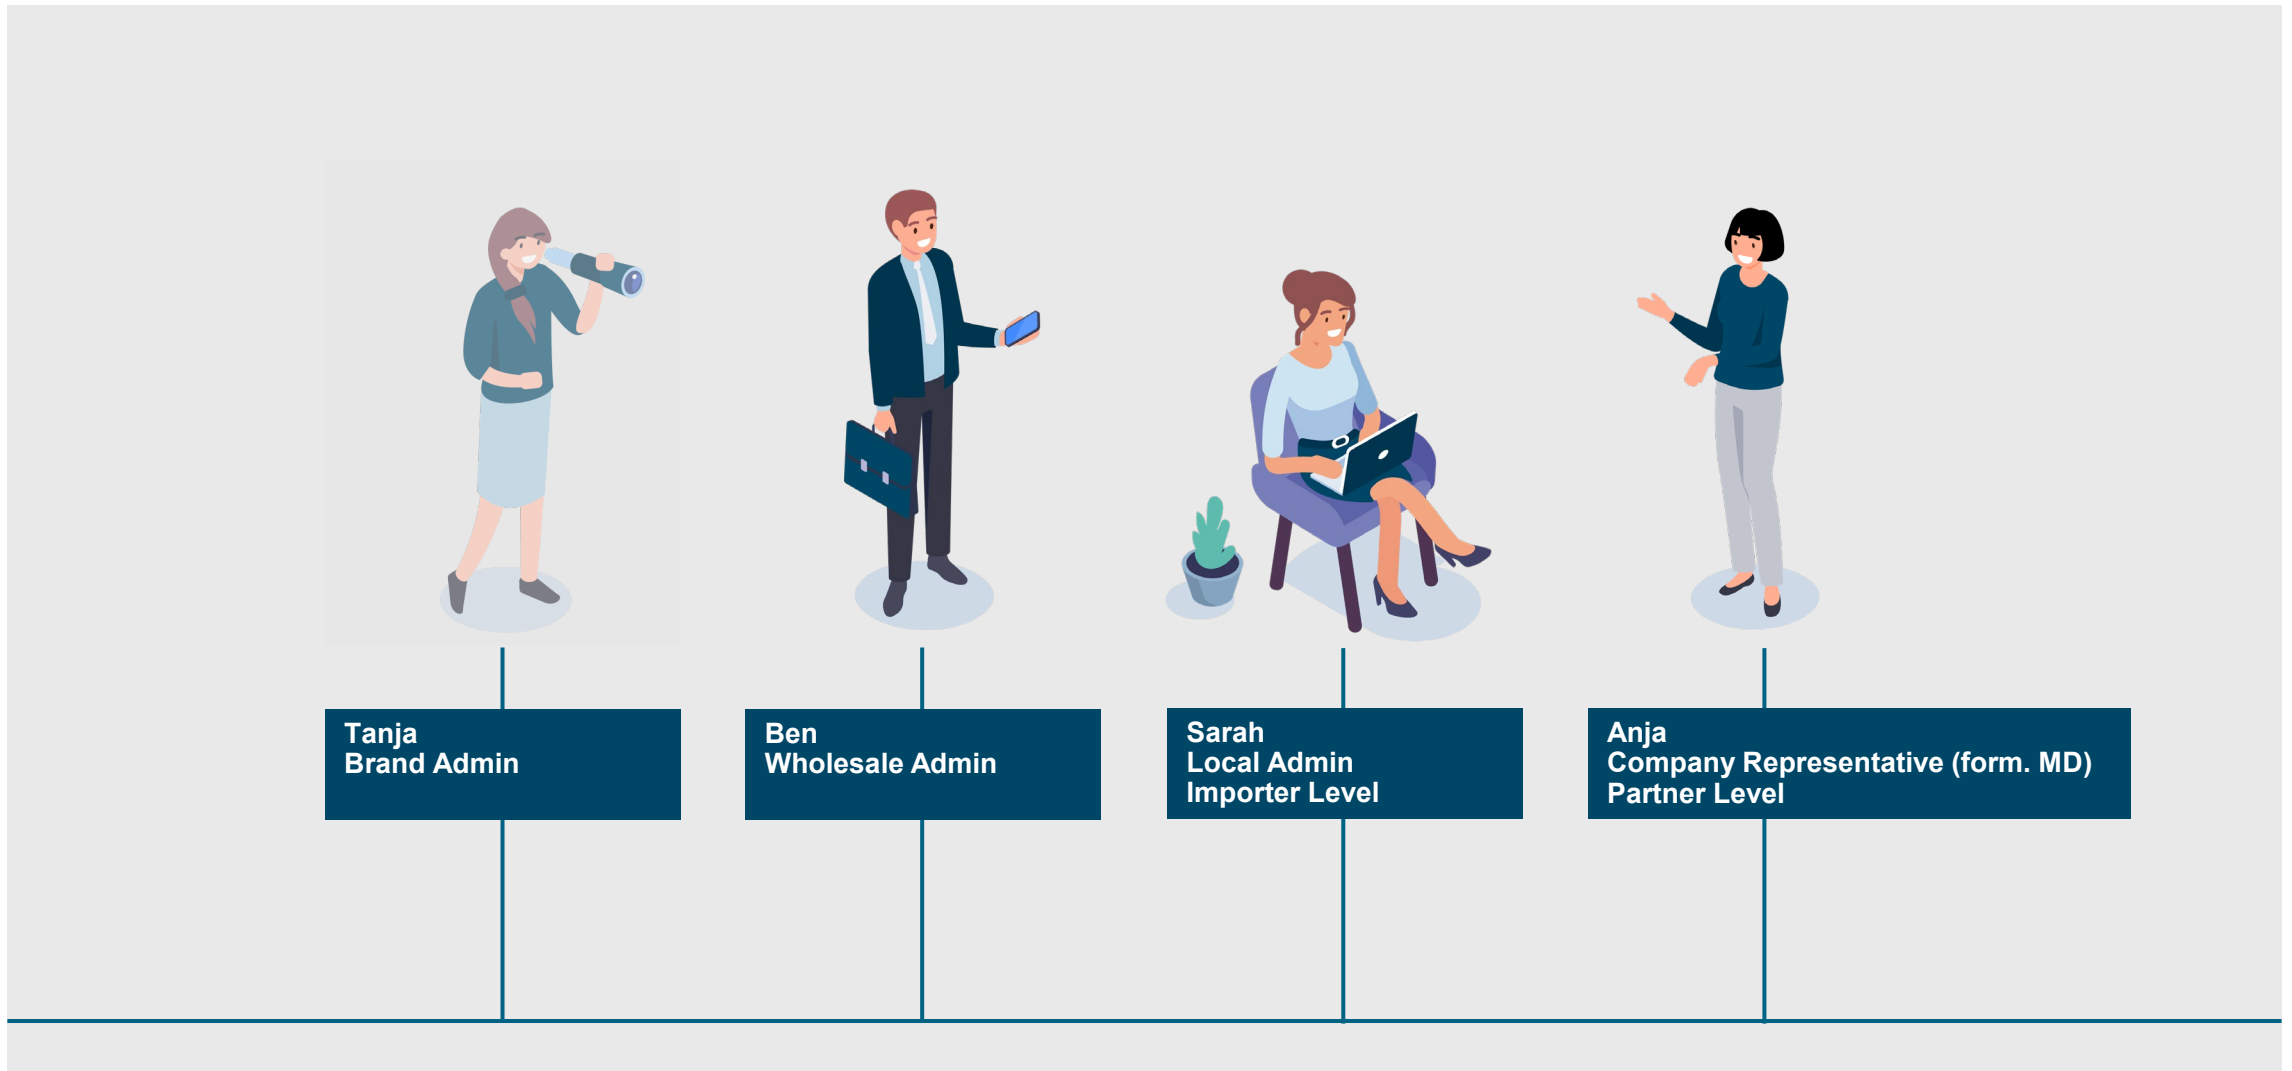 Tanja
Brand Admin
Ben
Wholesale Admin
Sarah
Local Admin
Importer Level
Anja
Company Representative (form. MD)
Partner Level